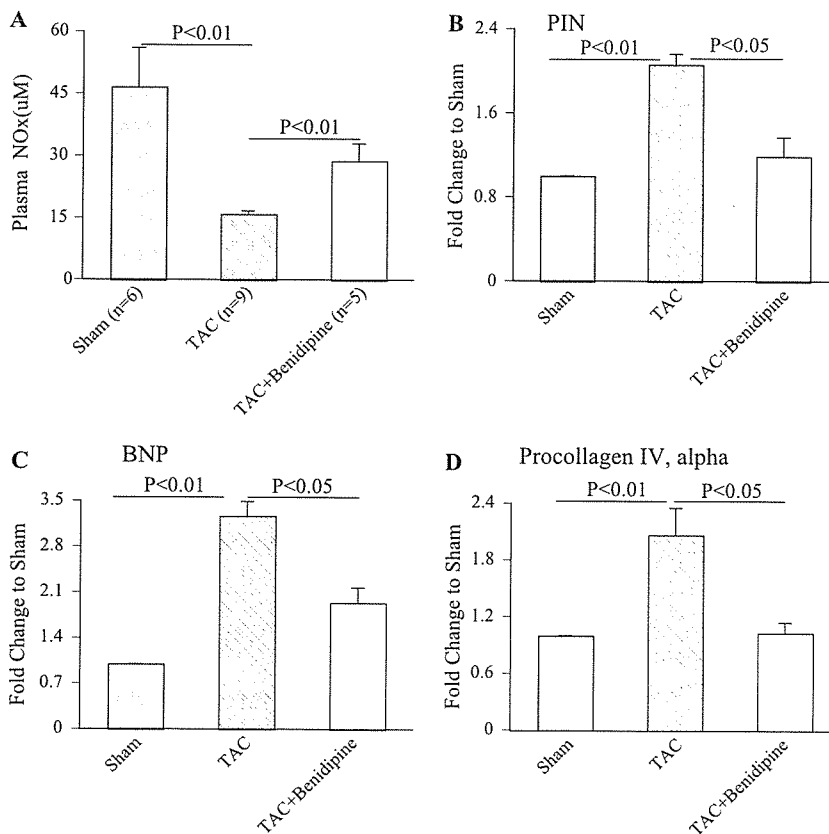 A
Plasma NOx(uM)
60
45
30
15
0
P<0.01
P<0.01
Sham (n=6)
TAC (n=9)
TAC+Benidipine (n=5)
B PIN
Fold Change to Sham
2.4
1.6
0.8
0
P<0.01 P<0.05
Sham
TAC
TAC+Benidipine
C BNP
Fold Change to Sham
3.5
2.8
2.1
1.4
0.7
0
P<0.01 P<0.05
Sham
TAC
TAC+Benidipine
D Procollagen IV, alpha
Fold Change to Sham
2.4
1.8
1.2
0.6
0
P<0.01 P<0.05
Sham
TAC
TAC+Benidipine